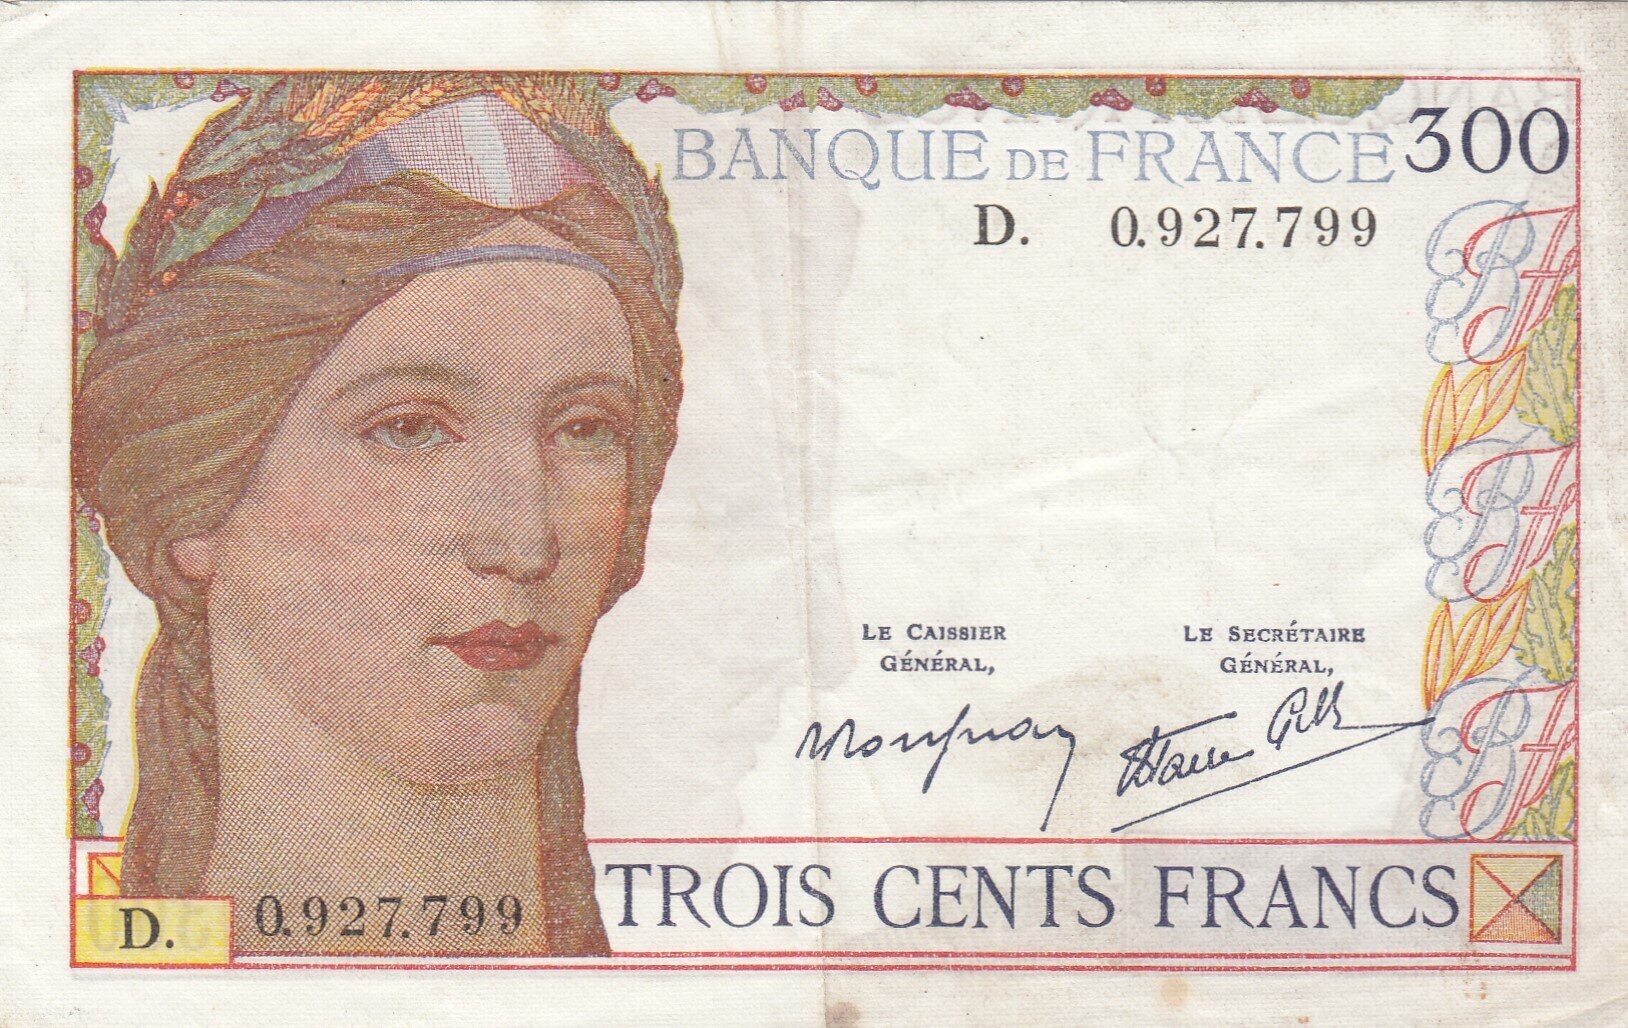 BANQUE DE FRANCE 300
D. 0.927.799
LE CAISSIER
GÉNÉRAL,
LE SECRÉTAIRE
GÉNÉRAL,
TROIS CENTS FRANCS
D. 0.927.799